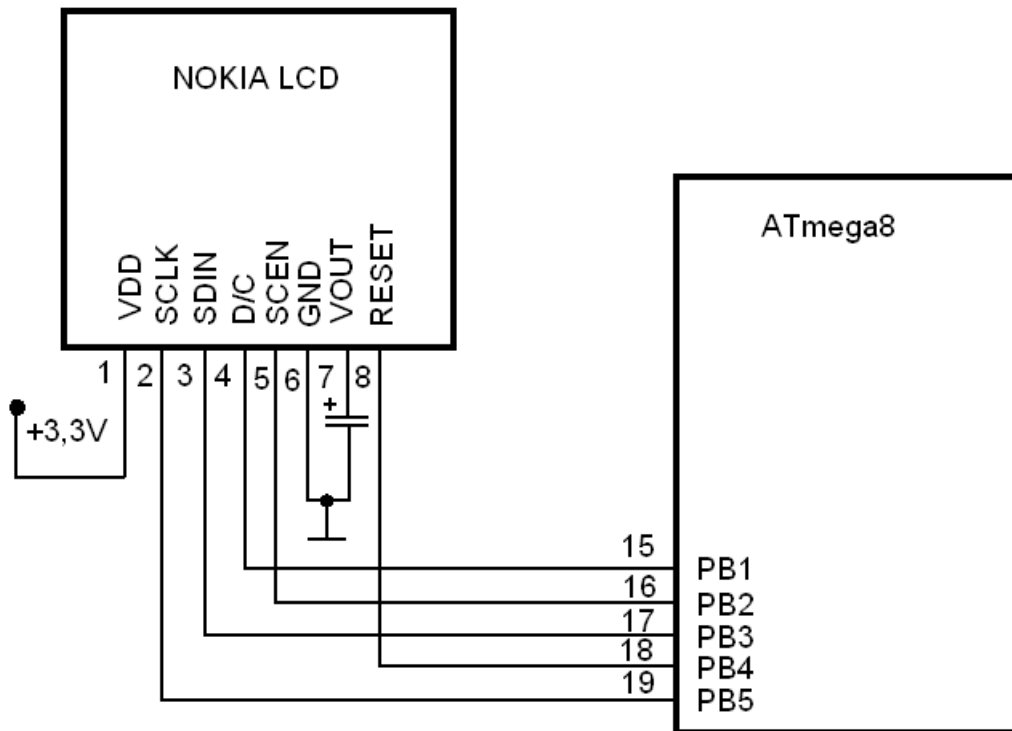 NOKIA LCD
VDD
SCLK
SDIN
D/C
SCEN
GND
VOUT
RESET
1 2 3 4 5 6 7 8
+
+3,3V
ATmega8
15 PB1
16 PB2
17 PB3
18 PB4
19 PB5